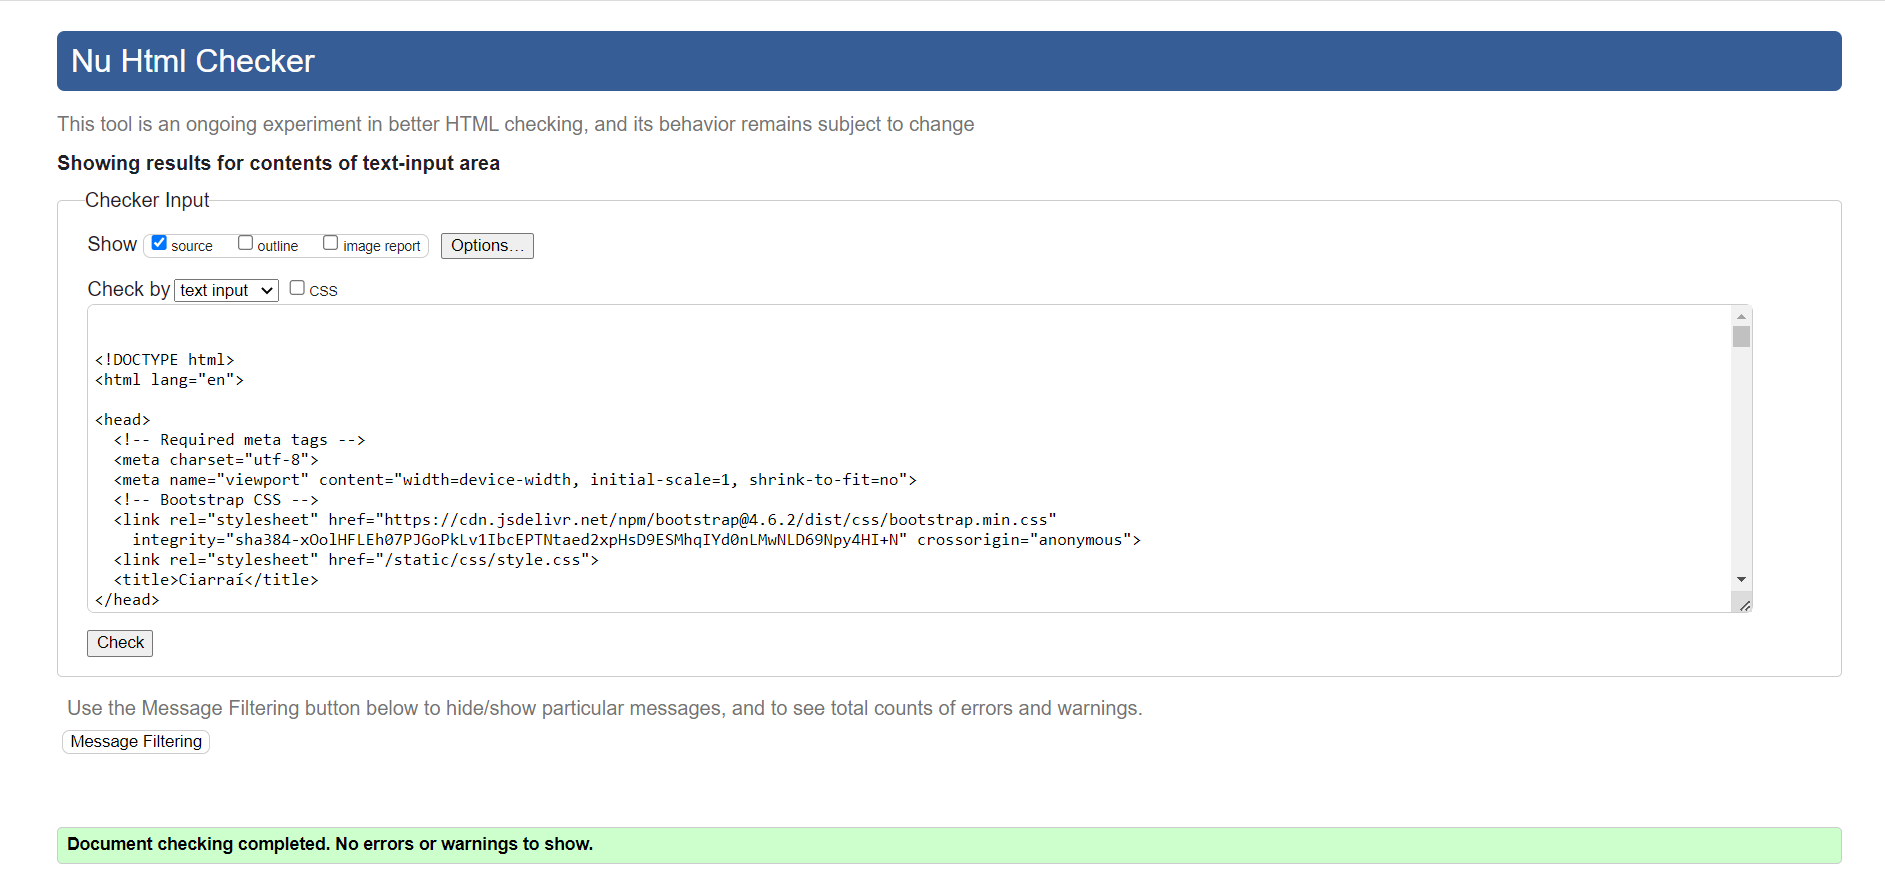 Nu Html Checker
This tool is an ongoing experiment in better HTML checking, and its behavior remains subject to change
Showing results for contents of text-input area
Checker Input
Show source outline image report Options...
Check by text input CSS
<!DOCTYPE html>
<html lang="en">
<head>
<!-- Required meta tags -->
<meta charset="utf-8">
<meta name="viewport" content="width=device-width, initial-scale=1, shrink-to-fit=no">
<!-- Bootstrap CSS -->
<link rel="stylesheet" href="https://cdn.jsdelivr.net/npm/bootstrap@4.6.2/dist/css/bootstrap.min.css"
integrity="sha384-xOolHFLEh07PJGoPkLv1IbcEPTNtaed2xpHsD9ESMhqIYd0nLMwNLD69Npy4HI+N" crossorigin="anonymous">
<link rel="stylesheet" href="/static/css/style.css">
<title>Ciarraí</title>
</head>
Check
Use the Message Filtering button below to hide/show particular messages, and to see total counts of errors and warnings.
Message Filtering
Document checking completed. No errors or warnings to show.